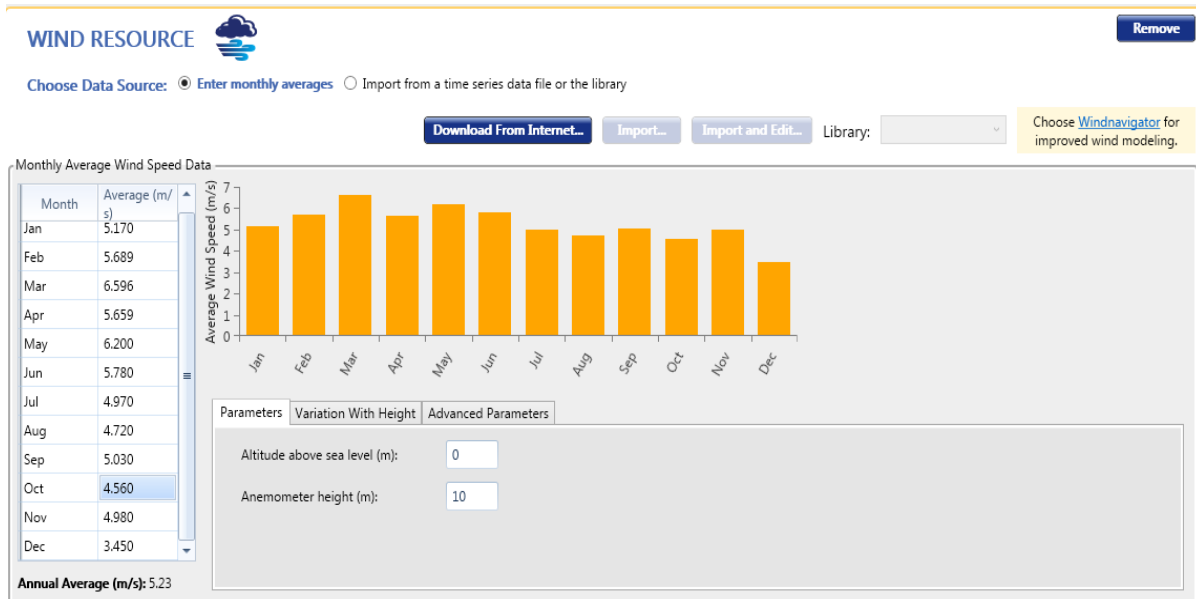 WIND RESOURCE
Remove
Choose Data Source: Enter monthly averages Import from a time series data file or the library
Download From Internet... Import... Import and Edit... Library:
Choose Windnavigator for
improved wind modeling.
Monthly Average Wind Speed Data
Month Average (m/
s)
Jan 5.170
Feb 5.689
Mar 6.596
Apr 5.659
May 6.200
Jun 5.780
Jul 4.970
Aug 4.720
Sep 5.030
Oct 4.560
Nov 4.980
Dec 3.450
Annual Average (m/s): 5.23
Average Wind Speed (m/s)
7
6
5
4
3
2
1
0
Jan Feb Mar Apr May Jun Jul Aug Sep Oct Nov Dec
Parameters Variation With Height Advanced Parameters
Altitude above sea level (m): 0
Anemometer height (m): 10